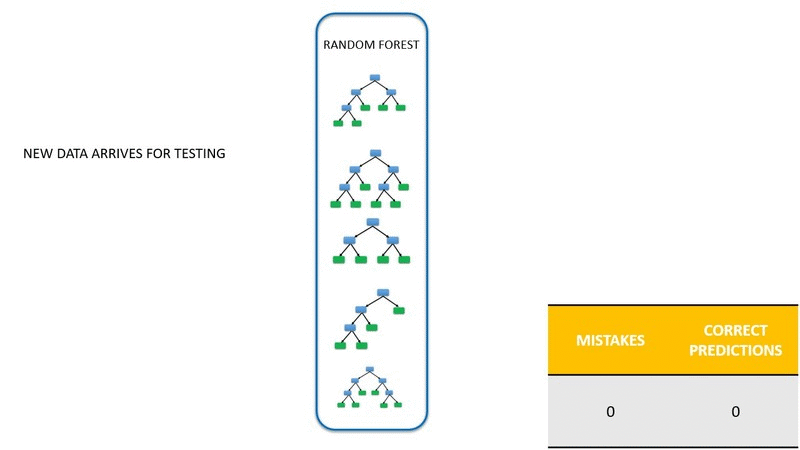 RANDOM FOREST
NEW DATA ARRIVES FOR TESTING
MISTAKES
CORRECT
PREDICTIONS
0
0